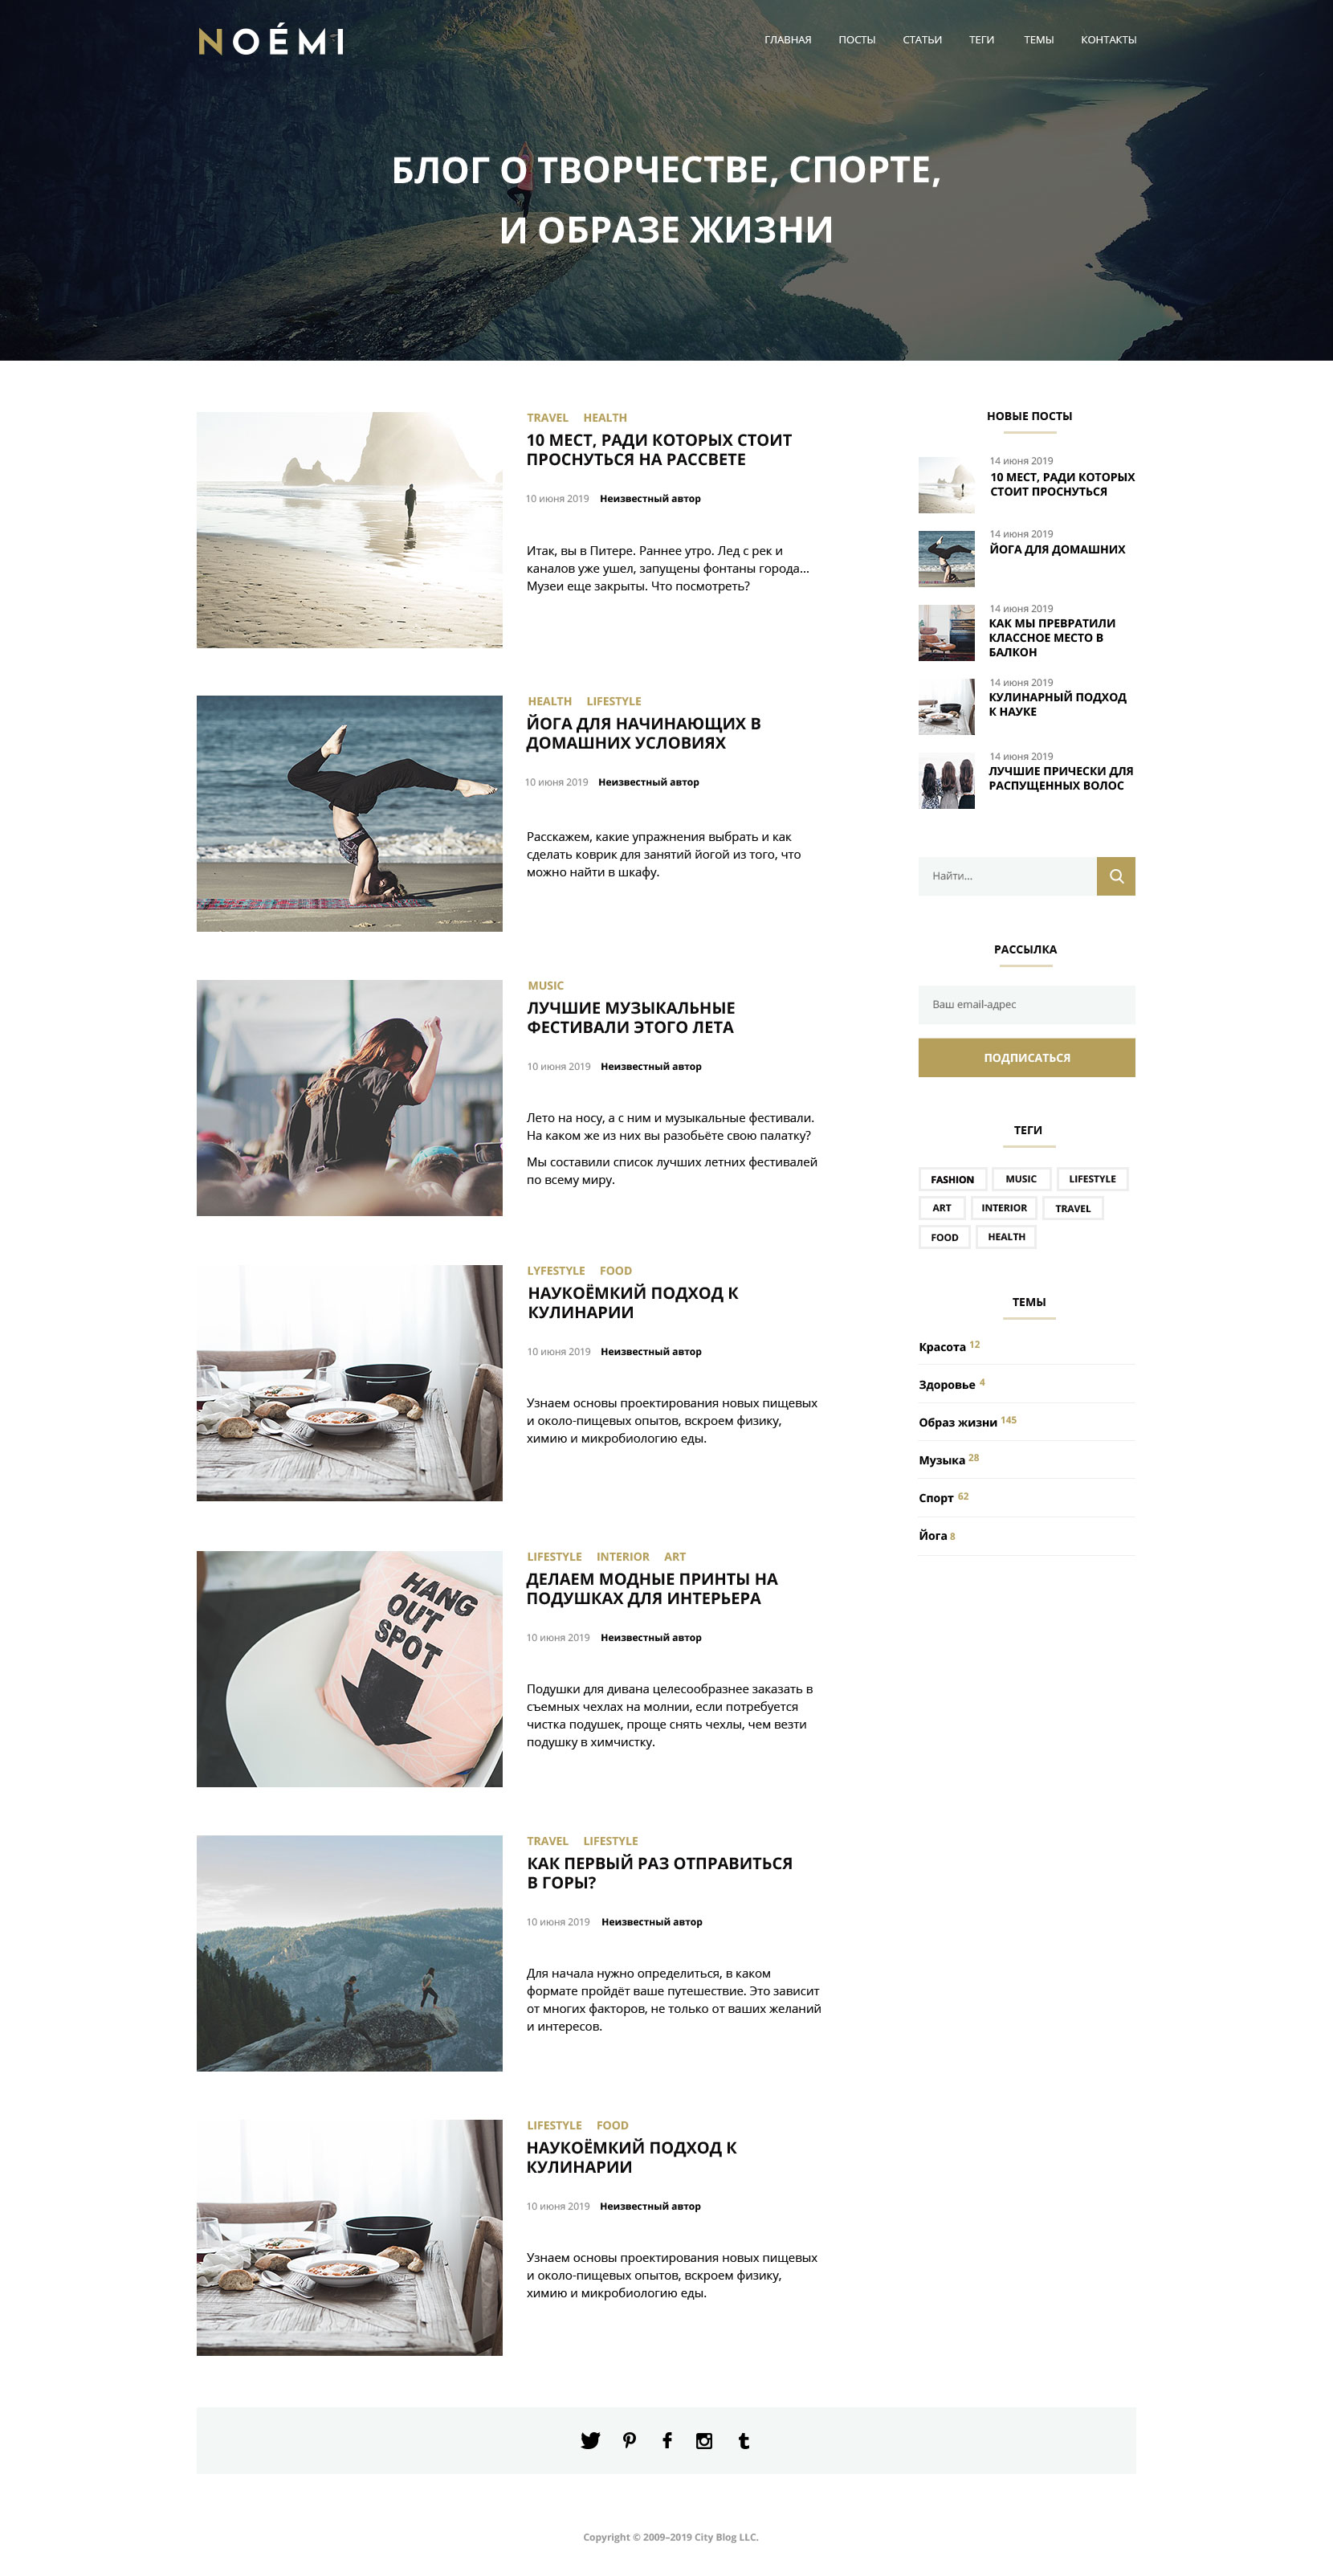 NOÉMI
ГЛАВНАЯ ПОСТЫ СТАТЬИ ТЕГИ ТЕМЫ КОНТАКТЫ
БЛОГ О ТВОРЧЕСТВЕ, СПОРТЕ,
И ОБРАЗЕ ЖИЗНИ
TRAVEL HEALTH
10 МЕСТ, РАДИ КОТОРЫХ СТОИТ
ПРОСНУТЬСЯ НА РАССВЕТЕ
10 июня 2019 Неизвестный автор
Итак, вы в Питере. Раннее утро. Лед с рек и
каналов уже ушел, запущены фонтаны города...
Музеи еще закрыты. Что посмотреть?
HEALTH LIFESTYLE
ЙОГА ДЛЯ НАЧИНАЮЩИХ В
ДОМАШНИХ УСЛОВИЯХ
10 июня 2019 Неизвестный автор
Расскажем, какие упражнения выбрать и как
сделать коврик для занятий йогой из того, что
можно найти в шкафу.
MUSIC
ЛУЧШИЕ МУЗЫКАЛЬНЫЕ
ФЕСТИВАЛИ ЭТОГО ЛЕТА
10 июня 2019 Неизвестный автор
Лето на носу, а с ним и музыкальные фестивали.
На каком же из них вы разобьёте свою палатку?
Мы составили список лучших летних фестивалей
по всему миру.
LYFESTYLE FOOD
НАУКОЁМКИЙ ПОДХОД К
КУЛИНАРИИ
10 июня 2019 Неизвестный автор
Узнаем основы проектирования новых пищевых
и около-пищевых опытов, вскроем физику,
химию и микробиологию еды.
HANG
OUT
SPOT
LIFESTYLE INTERIOR ART
ДЕЛАЕМ МОДНЫЕ ПРИНТЫ НА
ПОДУШКАХ ДЛЯ ИНТЕРЬЕРА
10 июня 2019 Неизвестный автор
Подушки для дивана целесообразнее заказать в
съемных чехлах на молнии, если потребуется
чистка подушек, проще снять чехлы, чем везти
подушку в химчистку.
TRAVEL LIFESTYLE
КАК ПЕРВЫЙ РАЗ ОТПРАВИТЬСЯ
В ГОРЫ?
10 июня 2019 Неизвестный автор
Для начала нужно определиться, в каком
формате пройдёт ваше путешествие. Это зависит
от многих факторов, не только от ваших желаний
и интересов.
LIFESTYLE FOOD
НАУКОЁМКИЙ ПОДХОД К
КУЛИНАРИИ
10 июня 2019 Неизвестный автор
Узнаем основы проектирования новых пищевых
и около-пищевых опытов, вскроем физику,
химию и микробиологию еды.
НОВЫЕ ПОСТЫ
14 июня 2019
10 МЕСТ, РАДИ КОТОРЫХ
СТОИТ ПРОСНУТЬСЯ
14 июня 2019
ЙОГА ДЛЯ ДОМАШНИХ
14 июня 2019
КАК МЫ ПРЕВРАТИЛИ
КЛАССНОЕ МЕСТО В
БАЛКОН
14 июня 2019
КУЛИНАРНЫЙ ПОДХОД
К НАУКЕ
14 июня 2019
ЛУЧШИЕ ПРИЧЕСКИ ДЛЯ
РАСПУЩЕННЫХ ВОЛОС
Найти...
РАССЫЛКА
Ваш email-адрес
ПОДПИСАТЬСЯ
ТЕГИ
FASHION MUSIC LIFESTYLE
ART INTERIOR TRAVEL
FOOD HEALTH
ТЕМЫ
Красота 12
Здоровье 4
Образ жизни 145
Музыка 28
Спорт 62
Йога 8
Copyright © 2009–2019 City Blog LLC.